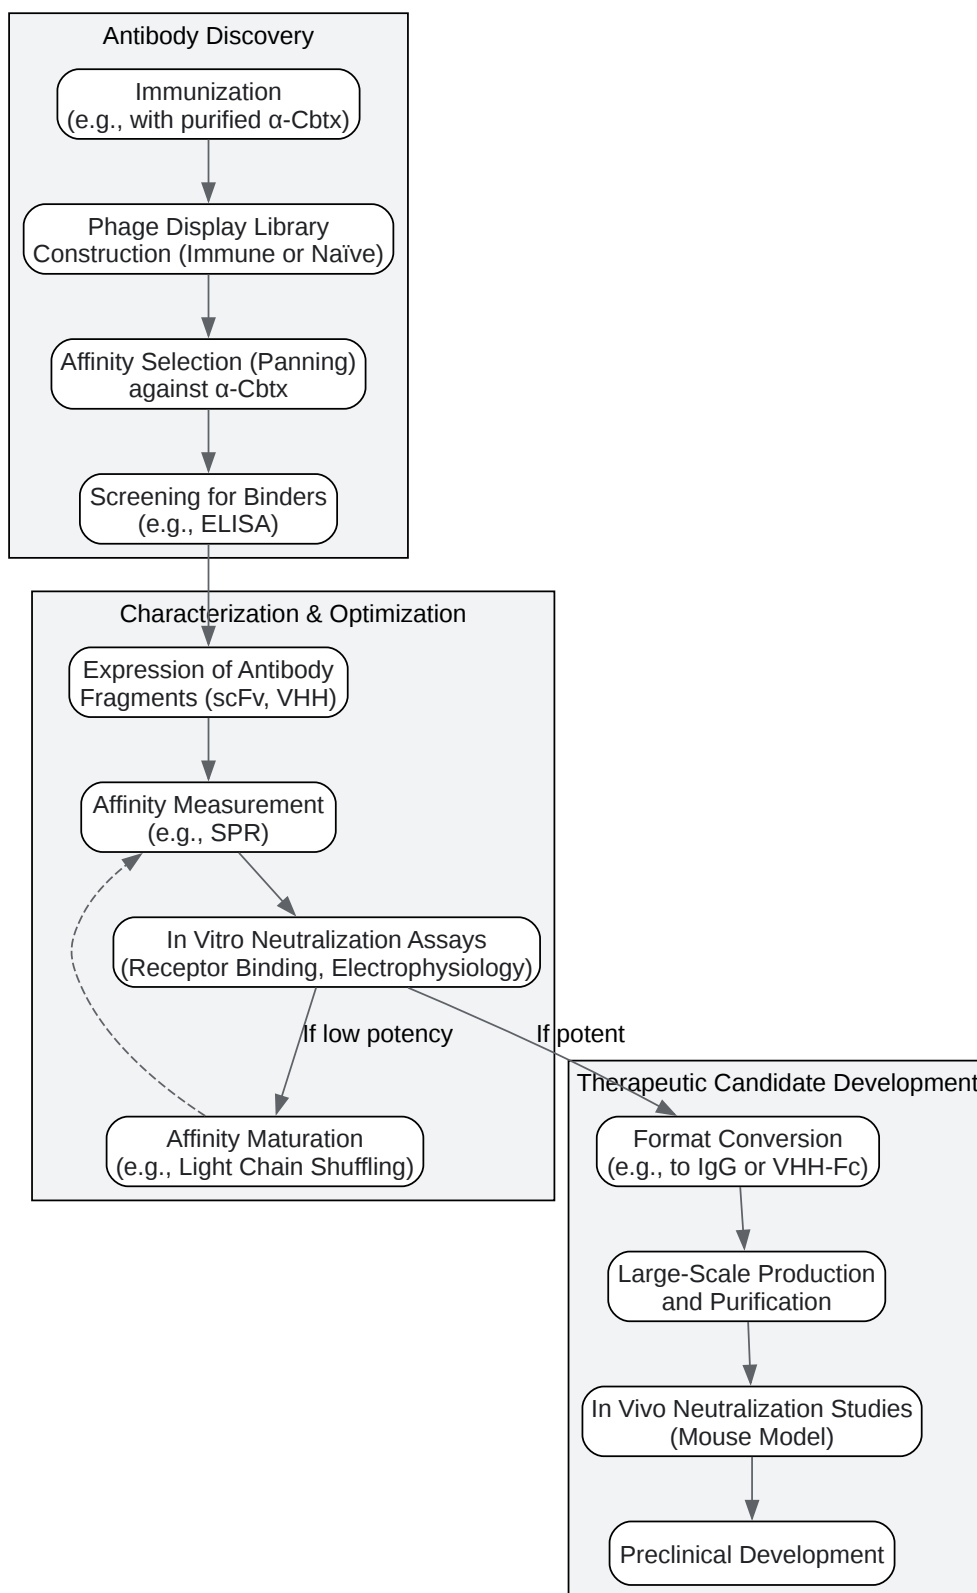 Antibody Discovery
Immunization
(e.g., with purified α-Cbtx)
Phage Display Library
Construction (Immune or Naïve)
Affinity Selection (Panning)
against α-Cbtx
Screening for Binders
(e.g., ELISA)
Characterization & Optimization
Expression of Antibody
Fragments (scFv, VHH)
Affinity Measurement
(e.g., SPR)
In Vitro Neutralization Assays
(Receptor Binding, Electrophysiology)
If low potency
If potent
Affinity Maturation
(e.g., Light Chain Shuffling)
Therapeutic Candidate Development
Format Conversion
(e.g., to IgG or VHH-Fc)
Large-Scale Production
and Purification
In Vivo Neutralization Studies
(Mouse Model)
Preclinical Development